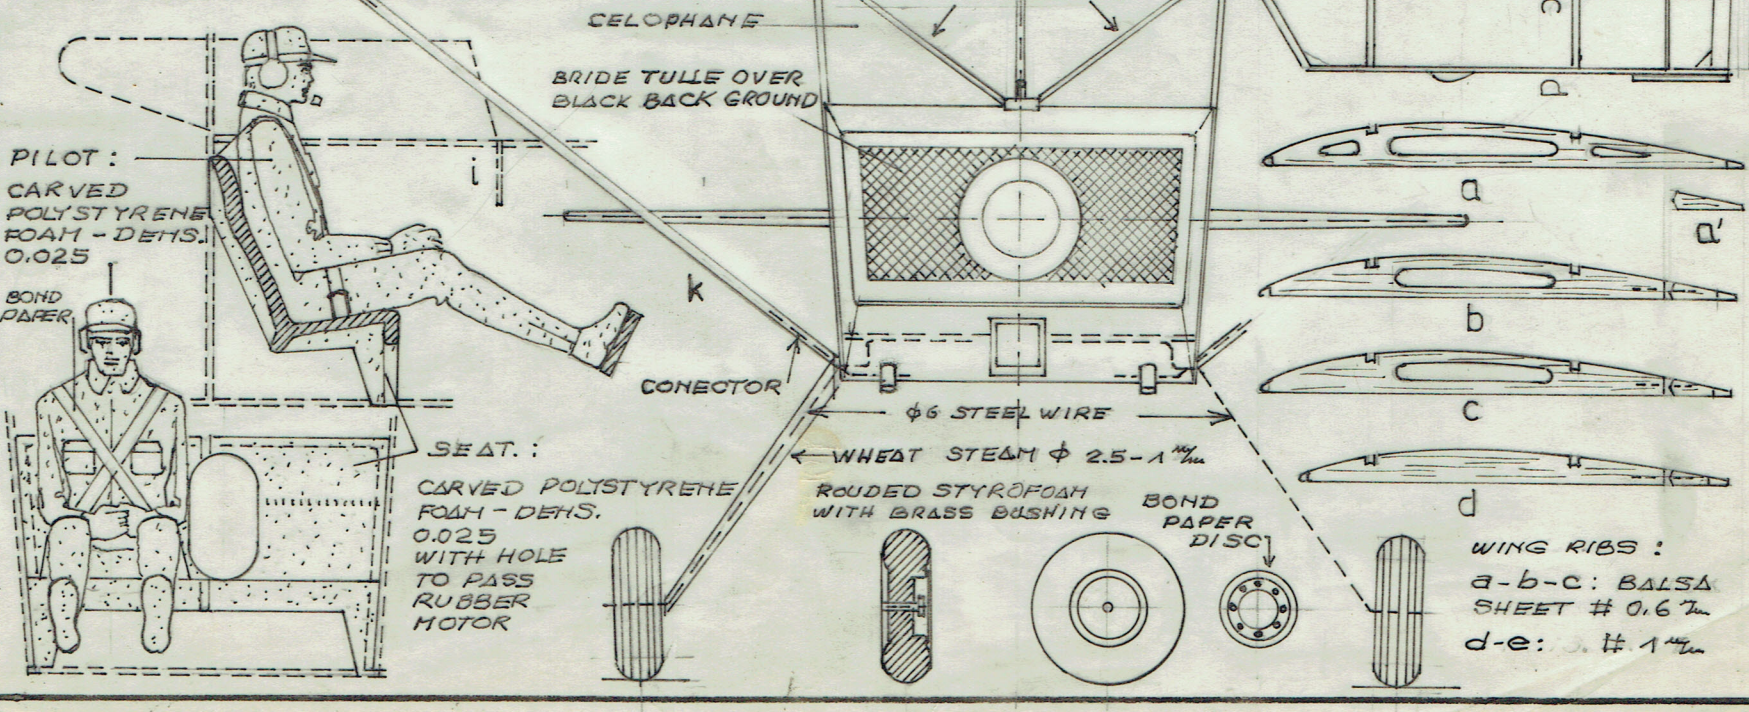 CELOPHANE
BRIDE TULLE OVER
BLACK BACK GROUND
PILOT :
CARVED
POLYSTYRENE
FOAM - DEHS.
0.025
BOND
PAPER
i
k
CONECTOR
SEAT. :
CARVED POLYSTYRENE
FOAM - DEHS.
0.025
WITH HOLE
TO PASS
RUBBER
MOTOR
ϕ6 STEEL WIRE
WHEAT STEAM ϕ 2.5-1 m/m
ROUDED STYROFOAM
WITH BRASS BUSHING
BOND
PAPER
DISC
c
d
a
a'
b
c
d
WING RIBS :
a-b-c: BALSA
SHEET # 0.6 m/m
d-e: # 1 m/m